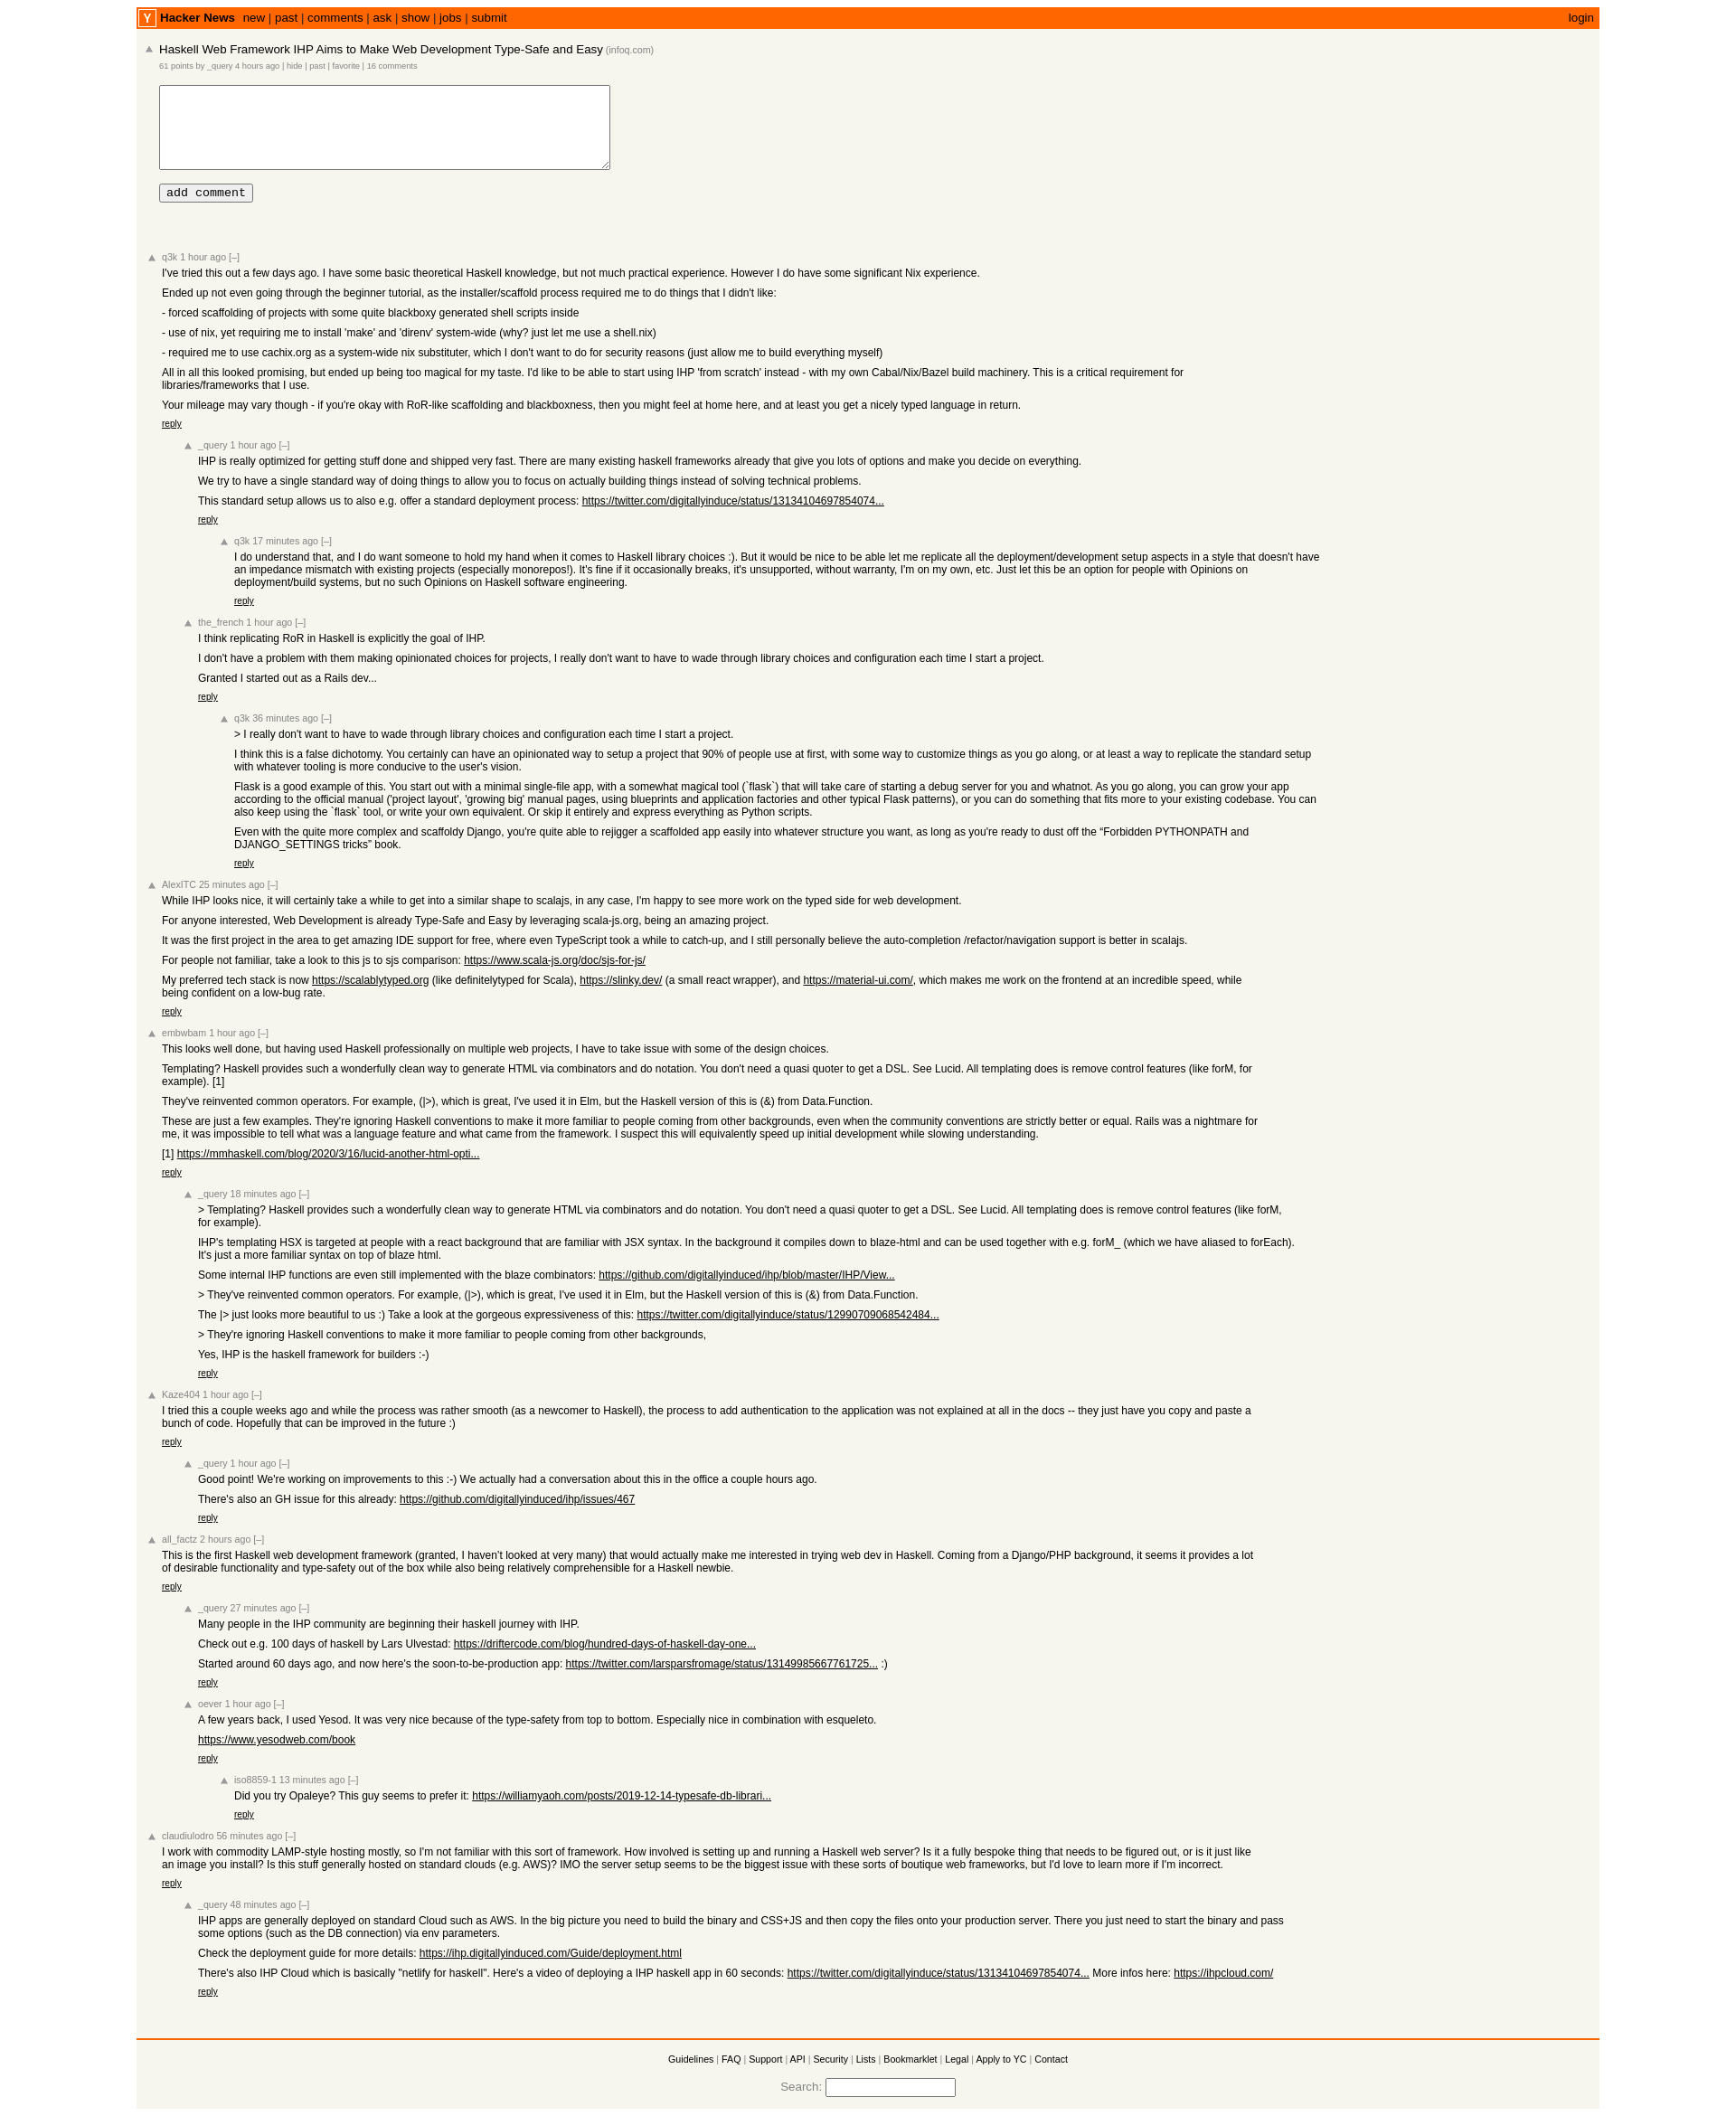 Y Hacker News new | past | comments | ask | show | jobs | submit login
Haskell Web Framework IHP Aims to Make Web Development Type-Safe and Easy (infoq.com)
61 points by _query 4 hours ago | hide | past | favorite | 16 comments
add comment
q3k 1 hour ago [–]
I've tried this out a few days ago. I have some basic theoretical Haskell knowledge, but not much practical experience. However I do have some significant Nix experience.
Ended up not even going through the beginner tutorial, as the installer/scaffold process required me to do things that I didn't like:
- forced scaffolding of projects with some quite blackboxy generated shell scripts inside
- use of nix, yet requiring me to install 'make' and 'direnv' system-wide (why? just let me use a shell.nix)
- required me to use cachix.org as a system-wide nix substituter, which I don't want to do for security reasons (just allow me to build everything myself)
All in all this looked promising, but ended up being too magical for my taste. I'd like to be able to start using IHP 'from scratch' instead - with my own Cabal/Nix/Bazel build machinery. This is a critical requirement for
libraries/frameworks that I use.
Your mileage may vary though - if you're okay with RoR-like scaffolding and blackboxness, then you might feel at home here, and at least you get a nicely typed language in return.
reply
_query 1 hour ago [–]
IHP is really optimized for getting stuff done and shipped very fast. There are many existing haskell frameworks already that give you lots of options and make you decide on everything.
We try to have a single standard way of doing things to allow you to focus on actually building things instead of solving technical problems.
This standard setup allows us to also e.g. offer a standard deployment process: https://twitter.com/digitallyinduce/status/13134104697854074...
reply
q3k 17 minutes ago [–]
I do understand that, and I do want someone to hold my hand when it comes to Haskell library choices :). But it would be nice to be able let me replicate all the deployment/development setup aspects in a style that doesn't have
an impedance mismatch with existing projects (especially monorepos!). It's fine if it occasionally breaks, it's unsupported, without warranty, I'm on my own, etc. Just let this be an option for people with Opinions on
deployment/build systems, but no such Opinions on Haskell software engineering.
reply
the_french 1 hour ago [–]
I think replicating RoR in Haskell is explicitly the goal of IHP.
I don't have a problem with them making opinionated choices for projects, I really don't want to have to wade through library choices and configuration each time I start a project.
Granted I started out as a Rails dev...
reply
q3k 36 minutes ago [–]
> I really don't want to have to wade through library choices and configuration each time I start a project.
I think this is a false dichotomy. You certainly can have an opinionated way to setup a project that 90% of people use at first, with some way to customize things as you go along, or at least a way to replicate the standard setup
with whatever tooling is more conducive to the user's vision.
Flask is a good example of this. You start out with a minimal single-file app, with a somewhat magical tool (`flask`) that will take care of starting a debug server for you and whatnot. As you go along, you can grow your app
according to the official manual ('project layout', 'growing big' manual pages, using blueprints and application factories and other typical Flask patterns), or you can do something that fits more to your existing codebase. You can
also keep using the `flask` tool, or write your own equivalent. Or skip it entirely and express everything as Python scripts.
Even with the quite more complex and scaffoldy Django, you're quite able to rejigger a scaffolded app easily into whatever structure you want, as long as you're ready to dust off the “Forbidden PYTHONPATH and
DJANGO_SETTINGS tricks” book.
reply
AlexITC 25 minutes ago [–]
While IHP looks nice, it will certainly take a while to get into a similar shape to scalajs, in any case, I'm happy to see more work on the typed side for web development.
For anyone interested, Web Development is already Type-Safe and Easy by leveraging scala-js.org, being an amazing project.
It was the first project in the area to get amazing IDE support for free, where even TypeScript took a while to catch-up, and I still personally believe the auto-completion /refactor/navigation support is better in scalajs.
For people not familiar, take a look to this js to sjs comparison: https://www.scala-js.org/doc/sjs-for-js/
My preferred tech stack is now https://scalablytyped.org (like definitelytyped for Scala), https://slinky.dev/ (a small react wrapper), and https://material-ui.com/, which makes me work on the frontend at an incredible speed, while
being confident on a low-bug rate.
reply
embwbam 1 hour ago [–]
This looks well done, but having used Haskell professionally on multiple web projects, I have to take issue with some of the design choices.
Templating? Haskell provides such a wonderfully clean way to generate HTML via combinators and do notation. You don't need a quasi quoter to get a DSL. See Lucid. All templating does is remove control features (like forM, for
example). [1]
They've reinvented common operators. For example, (|>), which is great, I've used it in Elm, but the Haskell version of this is (&) from Data.Function.
These are just a few examples. They're ignoring Haskell conventions to make it more familiar to people coming from other backgrounds, even when the community conventions are strictly better or equal. Rails was a nightmare for
me, it was impossible to tell what was a language feature and what came from the framework. I suspect this will equivalently speed up initial development while slowing understanding.
[1] https://mmhaskell.com/blog/2020/3/16/lucid-another-html-opti...
reply
_query 18 minutes ago [–]
> Templating? Haskell provides such a wonderfully clean way to generate HTML via combinators and do notation. You don't need a quasi quoter to get a DSL. See Lucid. All templating does is remove control features (like forM,
for example).
IHP's templating HSX is targeted at people with a react background that are familiar with JSX syntax. In the background it compiles down to blaze-html and can be used together with e.g. forM_ (which we have aliased to forEach).
It's just a more familiar syntax on top of blaze html.
Some internal IHP functions are even still implemented with the blaze combinators: https://github.com/digitallyinduced/ihp/blob/master/IHP/View...
> They've reinvented common operators. For example, (|>), which is great, I've used it in Elm, but the Haskell version of this is (&) from Data.Function.
The |> just looks more beautiful to us :) Take a look at the gorgeous expressiveness of this: https://twitter.com/digitallyinduce/status/12990709068542484...
> They're ignoring Haskell conventions to make it more familiar to people coming from other backgrounds,
Yes, IHP is the haskell framework for builders :-)
reply
Kaze404 1 hour ago [–]
I tried this a couple weeks ago and while the process was rather smooth (as a newcomer to Haskell), the process to add authentication to the application was not explained at all in the docs -- they just have you copy and paste a
bunch of code. Hopefully that can be improved in the future :)
reply
_query 1 hour ago [–]
Good point! We're working on improvements to this :-) We actually had a conversation about this in the office a couple hours ago.
There's also an GH issue for this already: https://github.com/digitallyinduced/ihp/issues/467
reply
all_factz 2 hours ago [–]
This is the first Haskell web development framework (granted, I haven’t looked at very many) that would actually make me interested in trying web dev in Haskell. Coming from a Django/PHP background, it seems it provides a lot
of desirable functionality and type-safety out of the box while also being relatively comprehensible for a Haskell newbie.
reply
_query 27 minutes ago [–]
Many people in the IHP community are beginning their haskell journey with IHP.
Check out e.g. 100 days of haskell by Lars Ulvestad: https://driftercode.com/blog/hundred-days-of-haskell-day-one...
Started around 60 days ago, and now here's the soon-to-be-production app: https://twitter.com/larsparsfromage/status/13149985667761725... :)
reply
oever 1 hour ago [–]
A few years back, I used Yesod. It was very nice because of the type-safety from top to bottom. Especially nice in combination with esqueleto.
https://www.yesodweb.com/book
reply
iso8859-1 13 minutes ago [–]
Did you try Opaleye? This guy seems to prefer it: https://williamyaoh.com/posts/2019-12-14-typesafe-db-librari...
reply
claudiulodro 56 minutes ago [–]
I work with commodity LAMP-style hosting mostly, so I'm not familiar with this sort of framework. How involved is setting up and running a Haskell web server? Is it a fully bespoke thing that needs to be figured out, or is it just like
an image you install? Is this stuff generally hosted on standard clouds (e.g. AWS)? IMO the server setup seems to be the biggest issue with these sorts of boutique web frameworks, but I'd love to learn more if I'm incorrect.
reply
_query 48 minutes ago [–]
IHP apps are generally deployed on standard Cloud such as AWS. In the big picture you need to build the binary and CSS+JS and then copy the files onto your production server. There you just need to start the binary and pass
some options (such as the DB connection) via env parameters.
Check the deployment guide for more details: https://ihp.digitallyinduced.com/Guide/deployment.html
There's also IHP Cloud which is basically "netlify for haskell". Here's a video of deploying a IHP haskell app in 60 seconds: https://twitter.com/digitallyinduce/status/13134104697854074... More infos here: https://ihpcloud.com/
reply
Guidelines | FAQ | Support | API | Security | Lists | Bookmarklet | Legal | Apply to YC | Contact
Search: